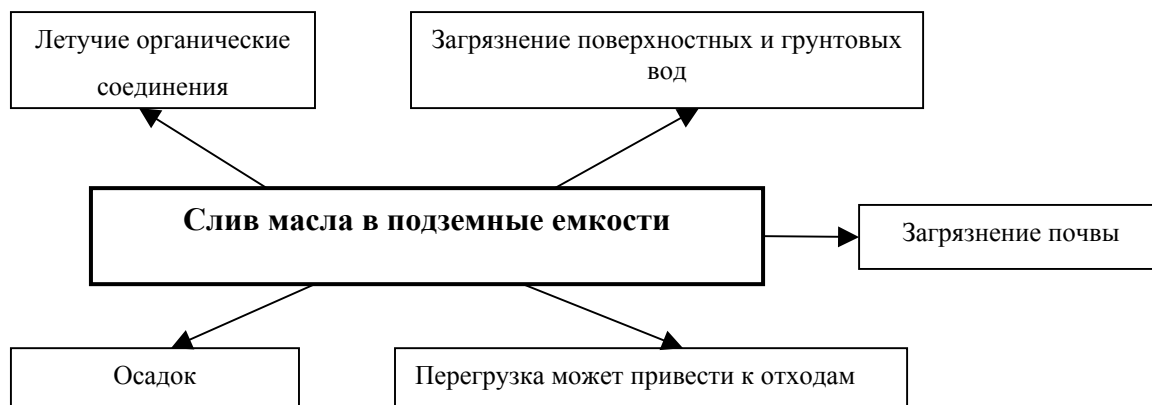 Летучие органические
соединения
Загрязнение поверхностных и грунтовых
вод
Слив масла в подземные емкости
Загрязнение почвы
Осадок
Перегрузка может привести к отходам